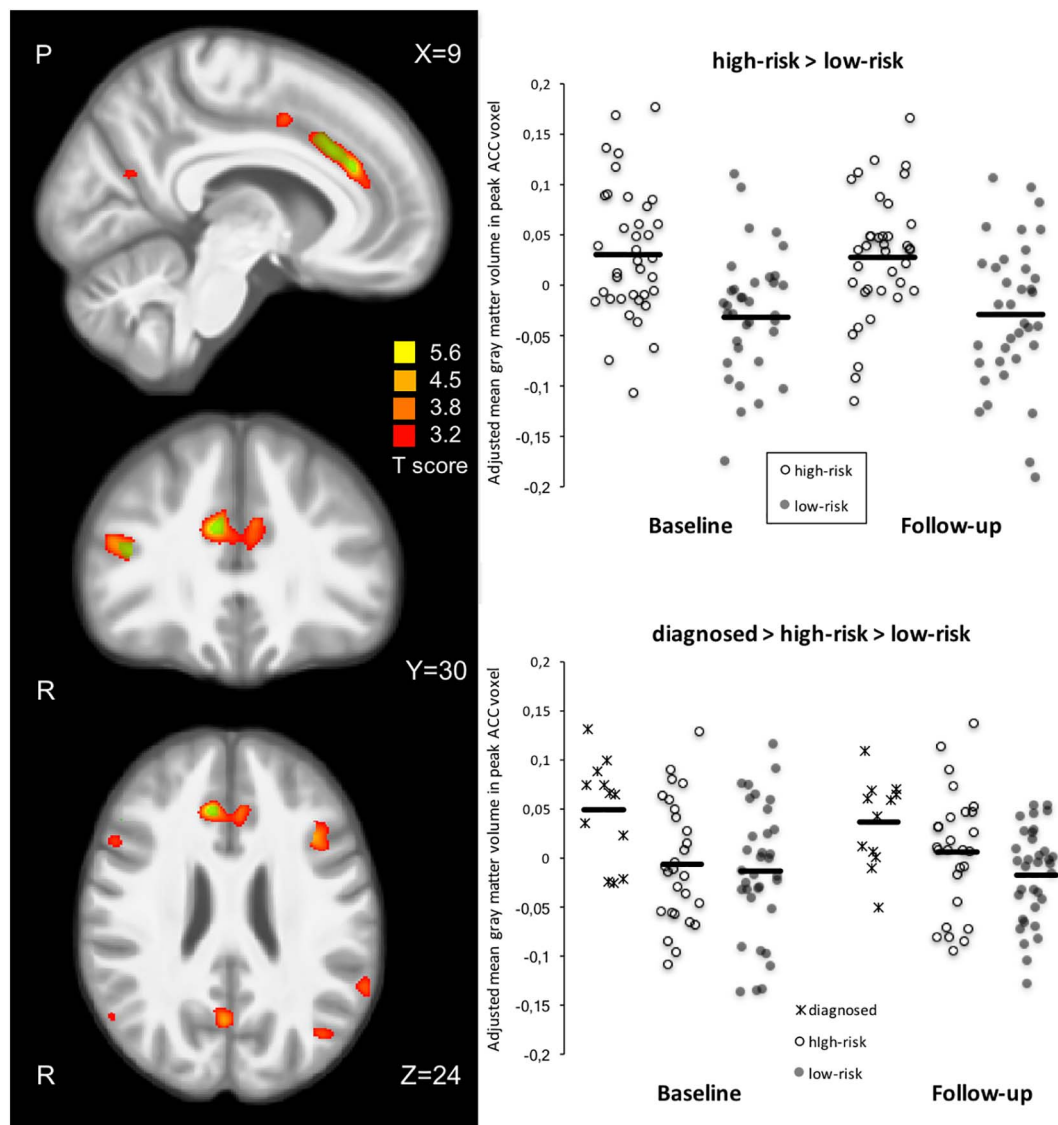 P
X=9
5.6
4.5
3.8
3.2
T score
Y=30
R
R
Z=24
high-risk > low-risk
Adjusted mean gray matter volume in peak ACC voxel
0,2
0,15
0,1
0,05
0
-0,05
-0,1
-0,15
-0,2
high-risk
low-risk
Baseline
Follow-up
diagnosed > high-risk > low-risk
Adjusted mean gray matter volume in peak ACC voxel
0,2
0,15
0,1
0,05
0
-0,05
-0,1
-0,15
-0,2
diagnosed
hIgh-risk
low-risk
Baseline
Follow-up